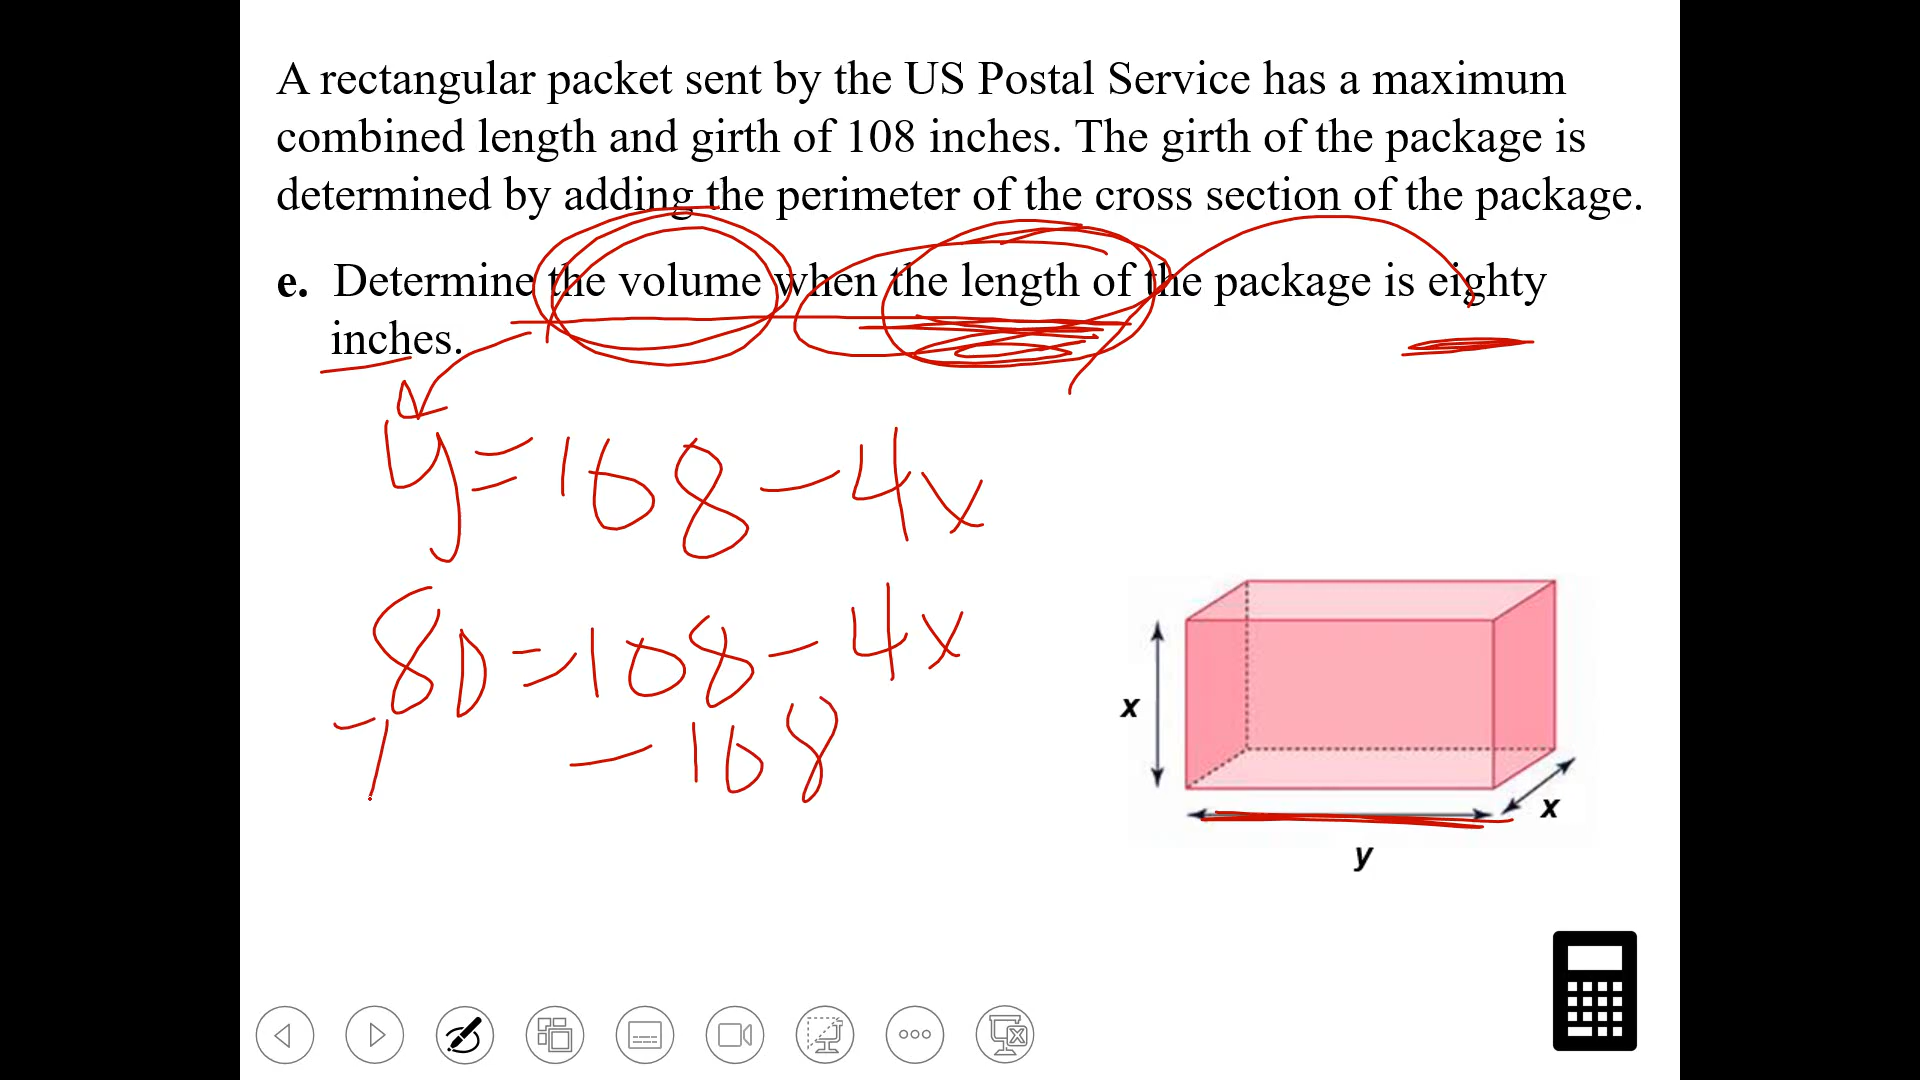 A rectangular packet sent by the US Postal Service has a maximum
combined length and girth of 108 inches. The girth of the package is
determined by adding the perimeter of the cross section of the package.
e. Determine the volume when the length of the package is eighty
inches.
y=108-4x
80=108-4x
-108
x
x
y